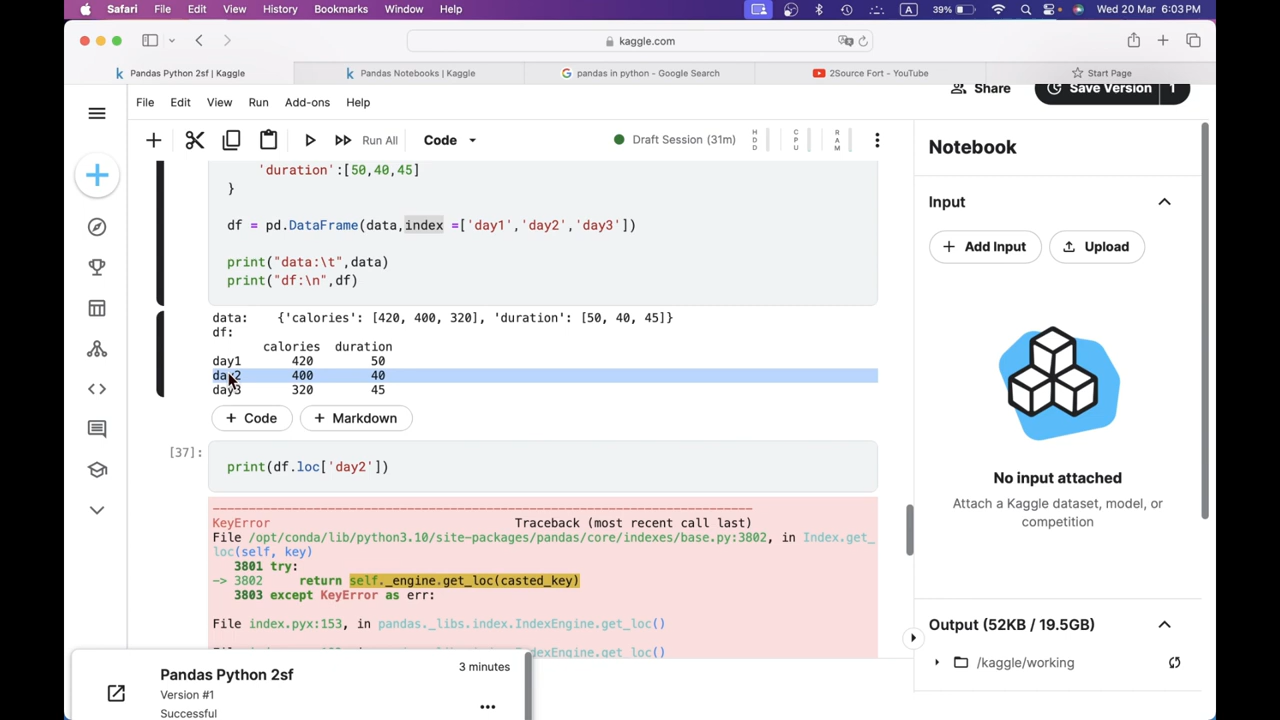 Safari File Edit View History Bookmarks Window Help
A 39% Wed 20 Mar 6:03 PM
kaggle.com
Pandas Python 2sf | Kaggle
Pandas Notebooks | Kaggle
pandas in python - Google Search
2Source Fort - YouTube
Start Page
File Edit View Run Add-ons Help
Share
Save Version 1
Run All
Code
Draft Session (31m)
HDD
CPU
RAM
'duration':[50,40,45]
}
df = pd.DataFrame(data,index =['day1','day2','day3'])
print("data:\t",data)
print("df:\n",df)
data: {'calories': [420, 400, 320], 'duration': [50, 40, 45]}
df:
calories duration
day1 420 50
day2 400 40
day3 320 45
+ Code
+ Markdown
[37]:
print(df.loc['day2'])
KeyError Traceback (most recent call last)
File /opt/conda/lib/python3.10/site-packages/pandas/core/indexes/base.py:3802, in Index.get_
loc(self, key)
3801 try:
-> 3802 return self._engine.get_loc(casted_key)
3803 except KeyError as err:
File index.pyx:153, in pandas._libs.index.IndexEngine.get_loc()
Pandas Python 2sf
3 minutes
Version #1
Successful
Notebook
Input
+ Add Input
Upload
No input attached
Attach a Kaggle dataset, model, or
competition
Output (52KB / 19.5GB)
/kaggle/working